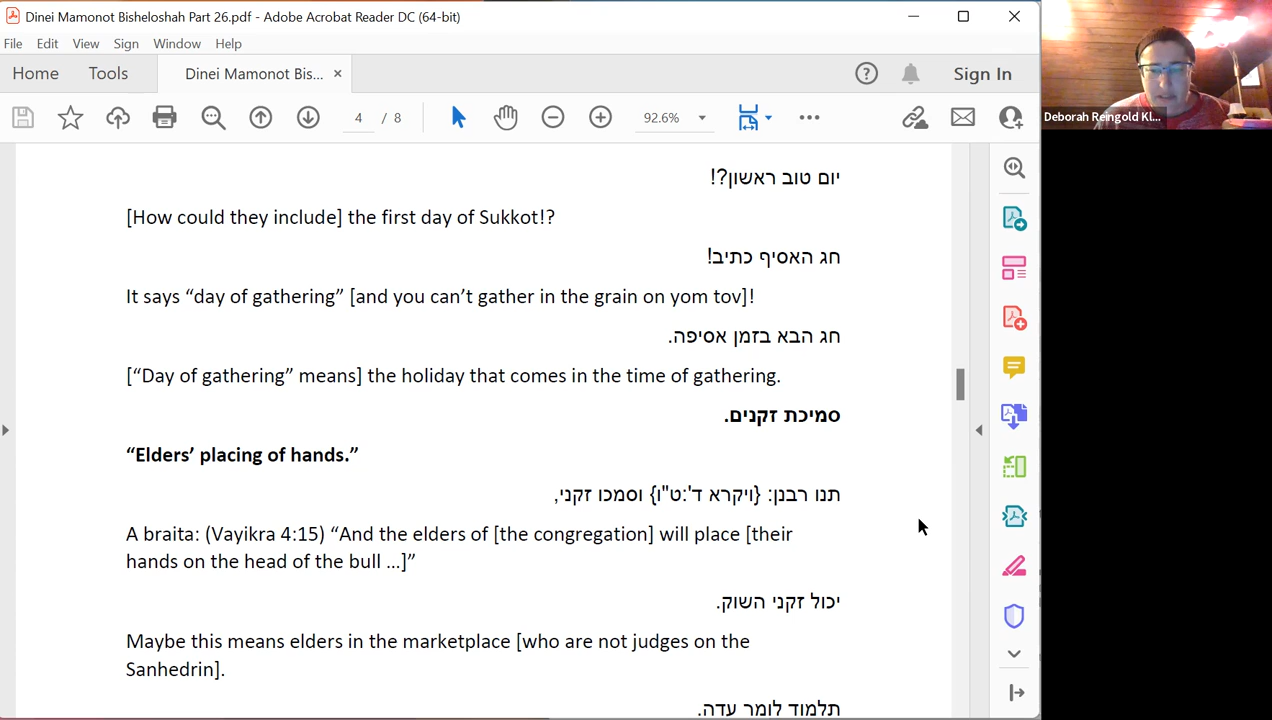 Dinei Mamonot Bisheloshah Part 26.pdf - Adobe Acrobat Reader DC (64-bit)
File Edit View Sign Window Help
Home Tools Dinei Mamonot Bis... × Sign In
4 / 8 92.6%
Deborah Reingold Kl...
יום טוב ראשון?!
[How could they include] the first day of Sukkot!?
חג האסיף כתיב!
It says “day of gathering” [and you can’t gather in the grain on yom tov]!
חג הבא בזמן אסיפה.
[“Day of gathering” means] the holiday that comes in the time of gathering.
סמיכת זקנים.
“Elders’ placing of hands.”
תנו רבנן: {ויקרא ד':ט"ו} וסמכו זקני,
A braita: (Vayikra 4:15) “And the elders of [the congregation] will place [their
hands on the head of the bull ...]”
יכול זקני השוק.
Maybe this means elders in the marketplace [who are not judges on the
Sanhedrin].
תלמוד לומר עדה.